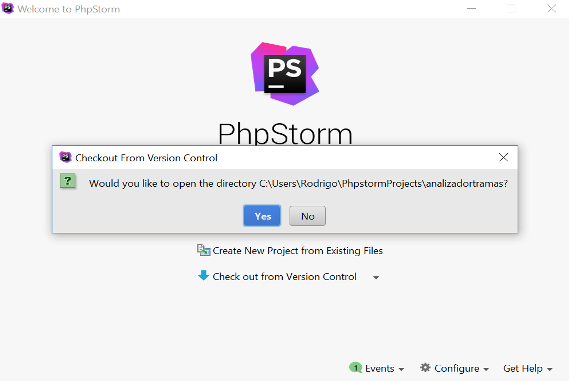 Welcome to PhpStorm
PS
PhpStorm
Checkout From Version Control
?
Would you like to open the directory C:\Users\Rodrigo\PhpstormProjects\analizadortramas?
Yes
No
Create New Project from Existing Files
Check out from Version Control
1 Events
Configure
Get Help